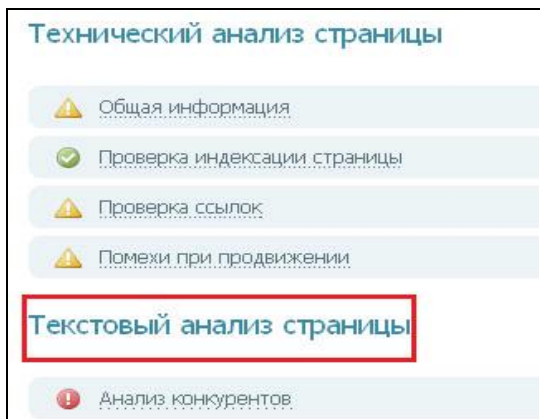 Технический анализ страницы
Общая информация
Проверка индексации страницы
Проверка ссылок
Помехи при продвижении
Текстовый анализ страницы
Анализ конкурентов